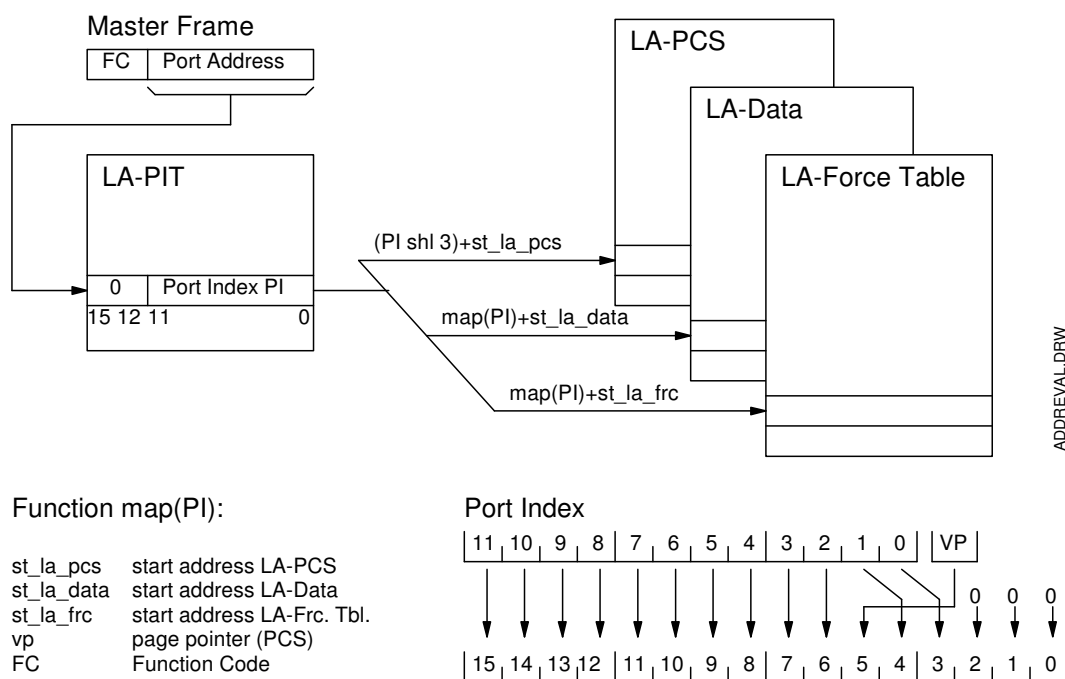 Master Frame
FC Port Address
LA-PIT
0 Port Index PI
15 12 11 0
LA-PCS
LA-Data
LA-Force Table
(PI shl 3)+st_la_pcs
map(PI)+st_la_data
map(PI)+st_la_frc
ADDREVAL.DRW
Function map(PI):
st_la_pcs start address LA-PCS
st_la_data start address LA-Data
st_la_frc start address LA-Frc. Tbl.
vp page pointer (PCS)
FC Function Code
Port Index
11 10 9 8 7 6 5 4 3 2 1 0 VP
0 0 0
15 14 13 12 11 10 9 8 7 6 5 4 3 2 1 0